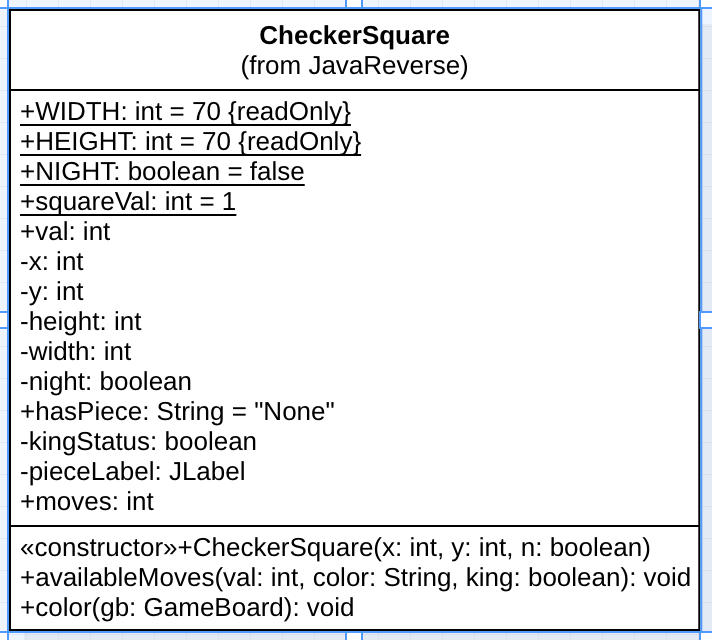 CheckerSquare
(from JavaReverse)
+WIDTH: int = 70 {readOnly}
+HEIGHT: int = 70 {readOnly}
+NIGHT: boolean = false
+squareVal: int = 1
+val: int
-x: int
-y: int
-height: int
-width: int
-night: boolean
+hasPiece: String = "None"
-kingStatus: boolean
-pieceLabel: JLabel
+moves: int
«constructor»+CheckerSquare(x: int, y: int, n: boolean)
+availableMoves(val: int, color: String, king: boolean): void
+color(gb: GameBoard): void